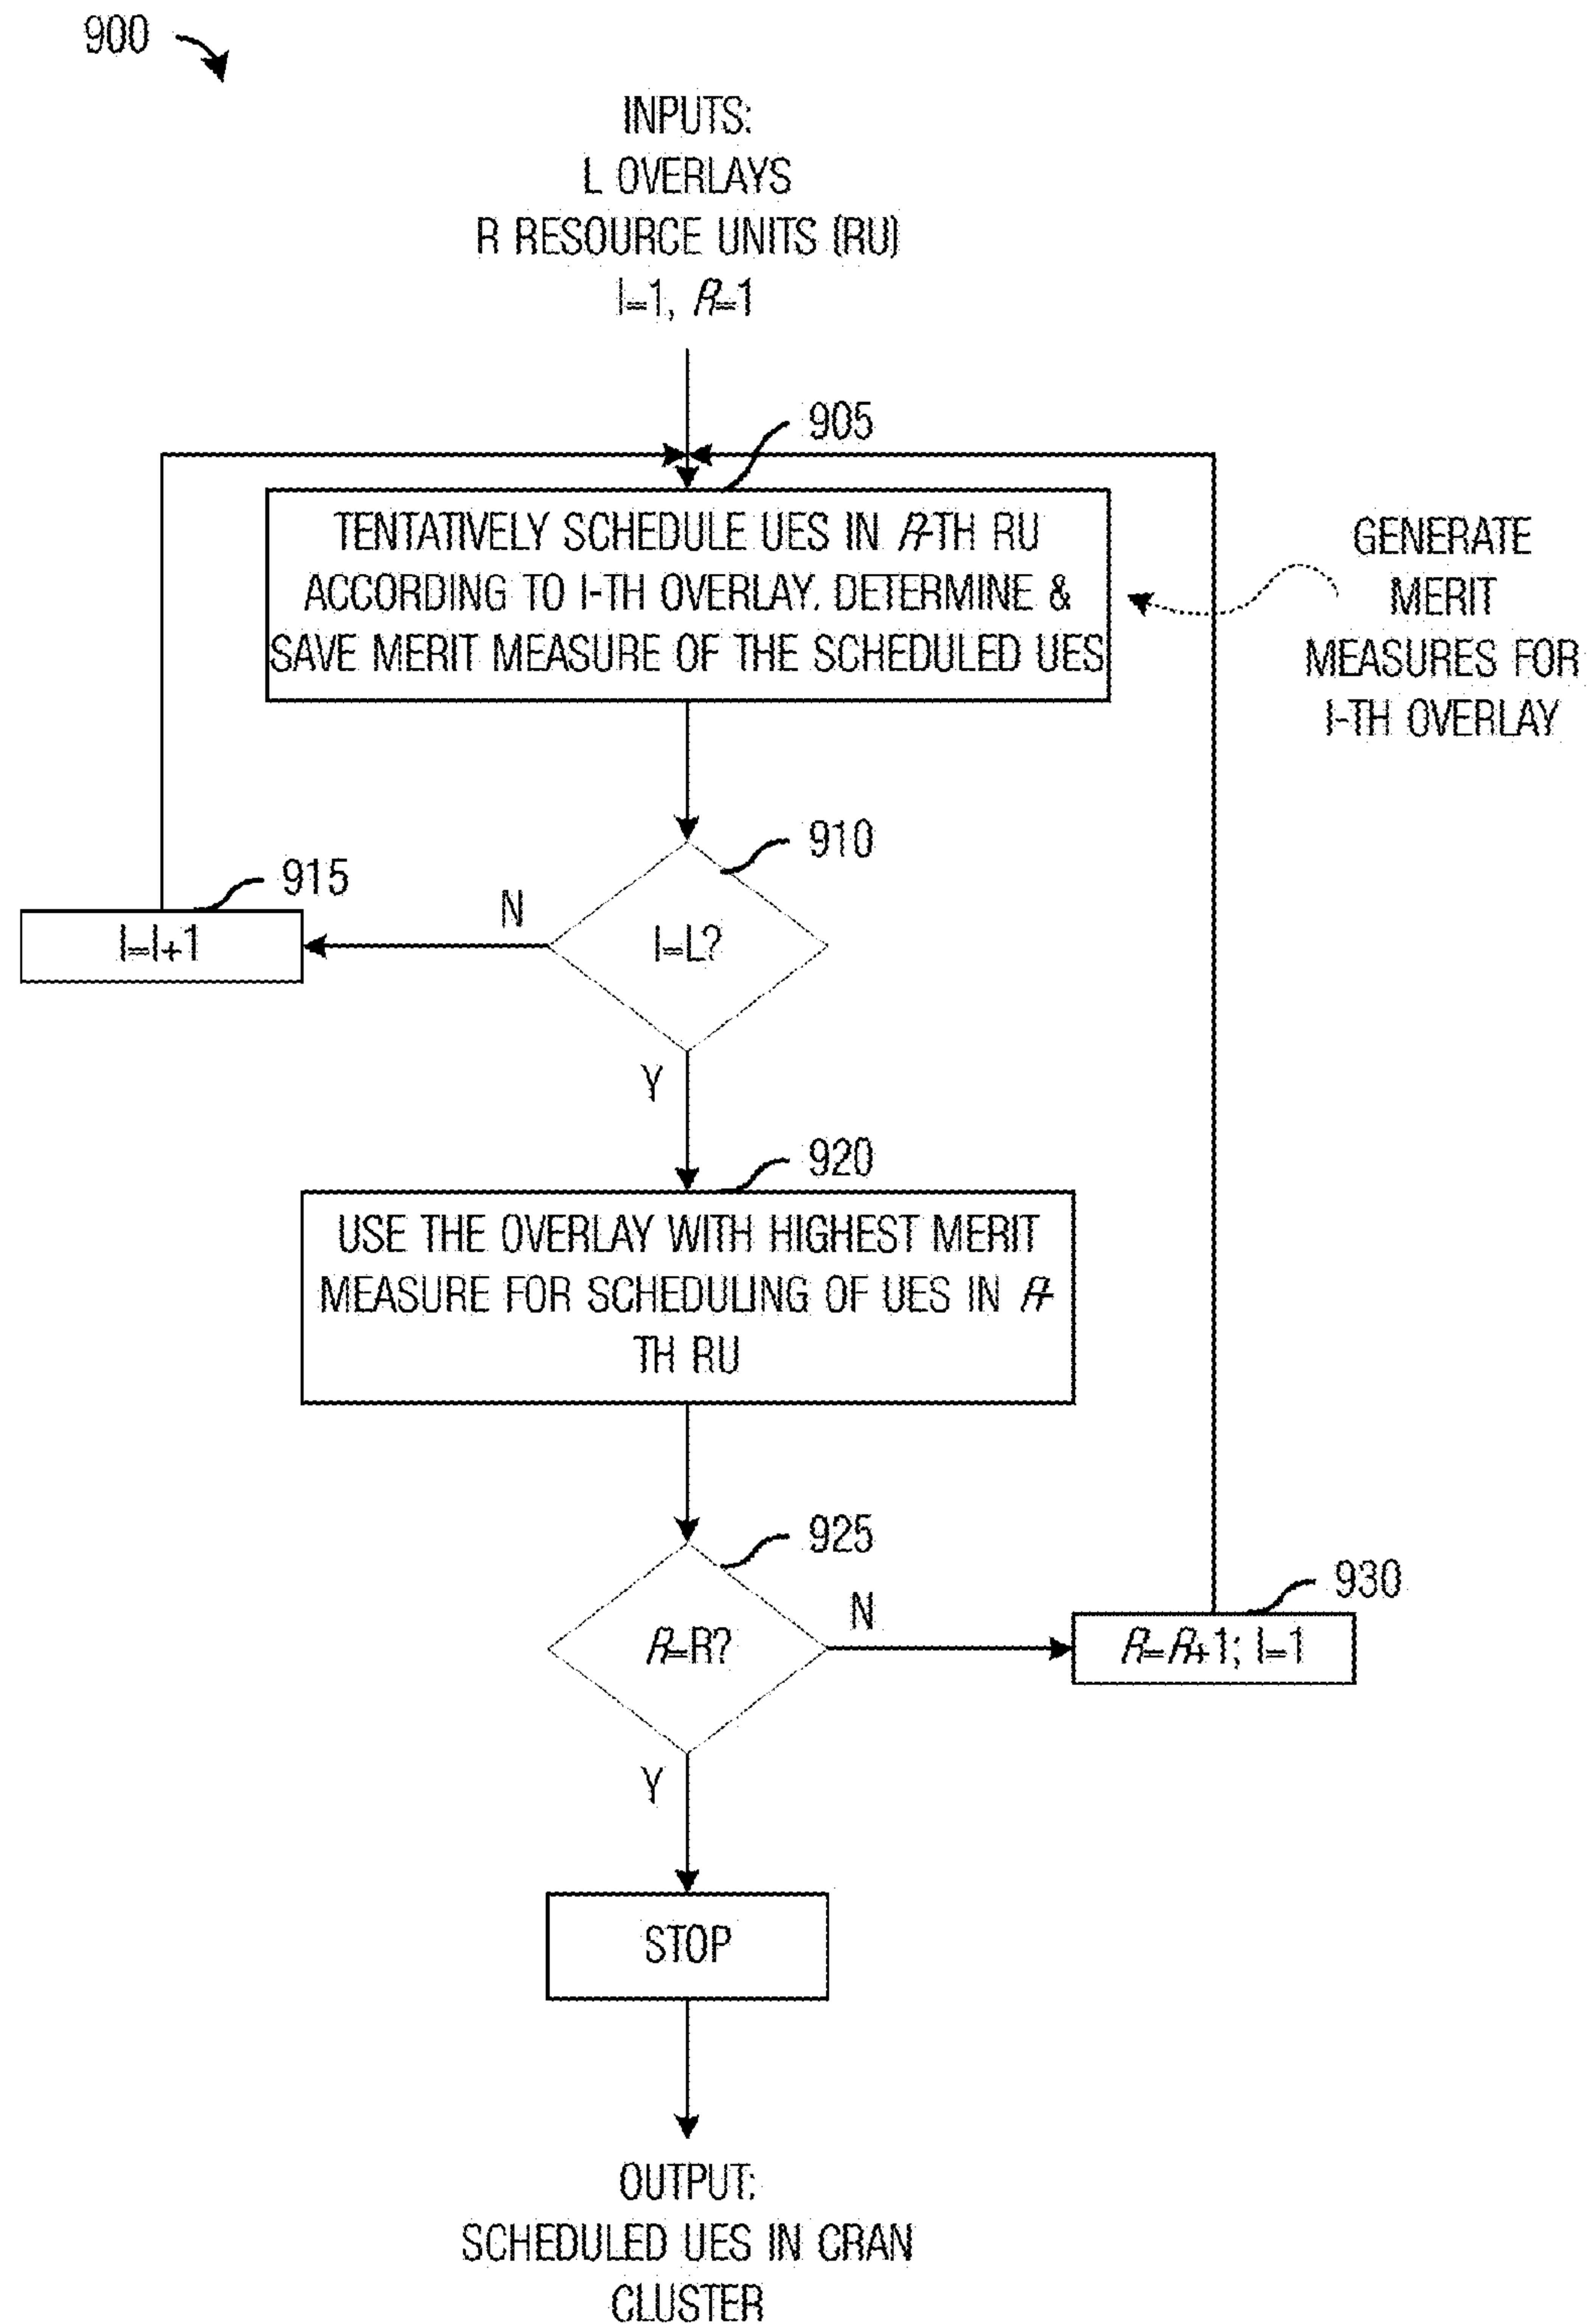 900
INPUTS:
L OVERLAYS
R RESOURCE UNITS (RU)
I=1, R=1
905
TENTATIVELY SCHEDULE UES IN R-TH RU
ACCORDING TO I-TH OVERLAY. DETERMINE &
SAVE MERIT MEASURE OF THE SCHEDULED UES
GENERATE
MERIT
MEASURES FOR
I-TH OVERLAY
910
I=L?
N
915
I=I+1
Y
920
USE THE OVERLAY WITH HIGHEST MERIT
MEASURE FOR SCHEDULING OF UES IN R-
TH RU
925
R=R?
N
930
R=R+1; I=1
Y
STOP
OUTPUT:
SCHEDULED UES IN CRAN
CLUSTER